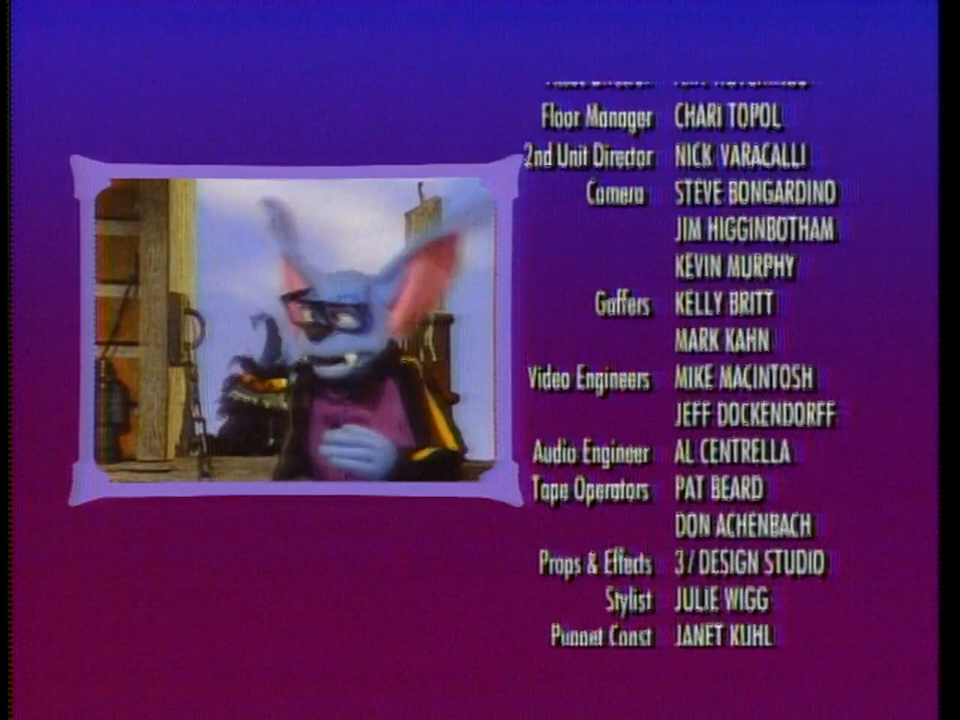 Floor Manager CHARI TOPOL
2nd Unit Director NICK VARACALLI
Camera STEVE BONGARDINO
JIM HIGGINBOTHAM
KEVIN MURPHY
Gaffers KELLY BRITT
MARK KAHN
Video Engineers MIKE MACINTOSH
JEFF DOCKENDORFF
Audio Engineer AL CENTRELLA
Tape Operators PAT BEARD
DON ACHENBACH
Props & Effects 3/DESIGN STUDIO
Stylist JULIE WIGG
Puppet Const JANET KUHL